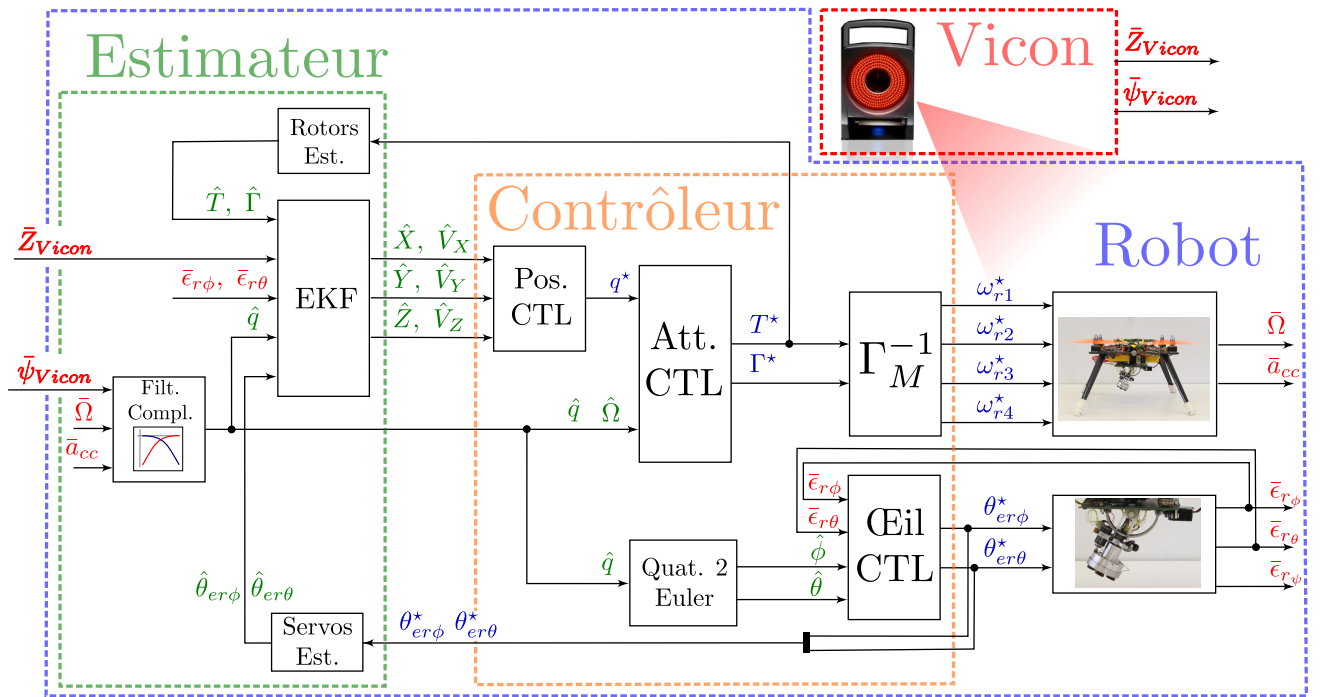 Estimateur
Vicon
Z̄_Vicon
ψ̄_Vicon
Rotors
Est.
T̂, Γ̂
Contrôleur
Robot
Z̄_Vicon
ϵ̄_rϕ, ϵ̄_rθ
q̂
EKF
X̂, V̂_X
Ŷ, V̂_Y
Ẑ, V̂_Z
Pos.
CTL
q⋆
Att.
CTL
T⋆
Γ⋆
Γ_M^−1
ω⋆_r1
ω⋆_r2
ω⋆_r3
ω⋆_r4
Ω̄
ā_cc
ψ̄_Vicon
Ω̄
ā_cc
Filt.
Compl.
q̂ Ω̂
ϵ̄_rϕ
ϵ̄_rθ
ϕ̂
θ̂
Œil
CTL
θ⋆_erϕ
θ⋆_erθ
ϵ̄_rϕ
ϵ̄_rθ
ϵ̄_rψ
q̂
Quat. 2
Euler
θ̂_erϕ θ̂_erθ
Servos
Est.
θ⋆_erϕ θ⋆_erθ